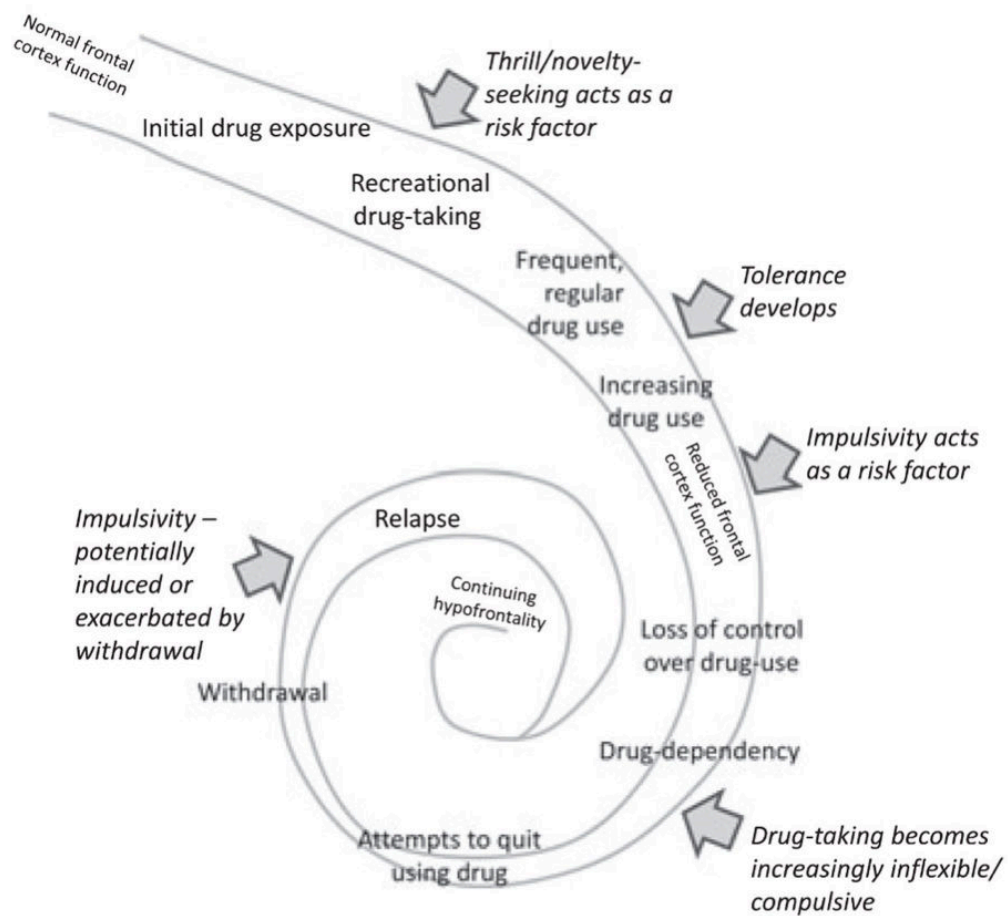 Normal frontal
cortex function
Thrill/novelty-
seeking acts as a
risk factor
Initial drug exposure
Recreational
drug-taking
Frequent,
regular
drug use
Tolerance
develops
Increasing
drug use
Impulsivity acts
as a risk factor
Reduced frontal
cortex function
Impulsivity –
potentially
induced or
exacerbated by
withdrawal
Relapse
Continuing
hypofrontality
Loss of control
over drug-use
Withdrawal
Drug-dependency
Attempts to quit
using drug
Drug-taking becomes
increasingly inflexible/
compulsive